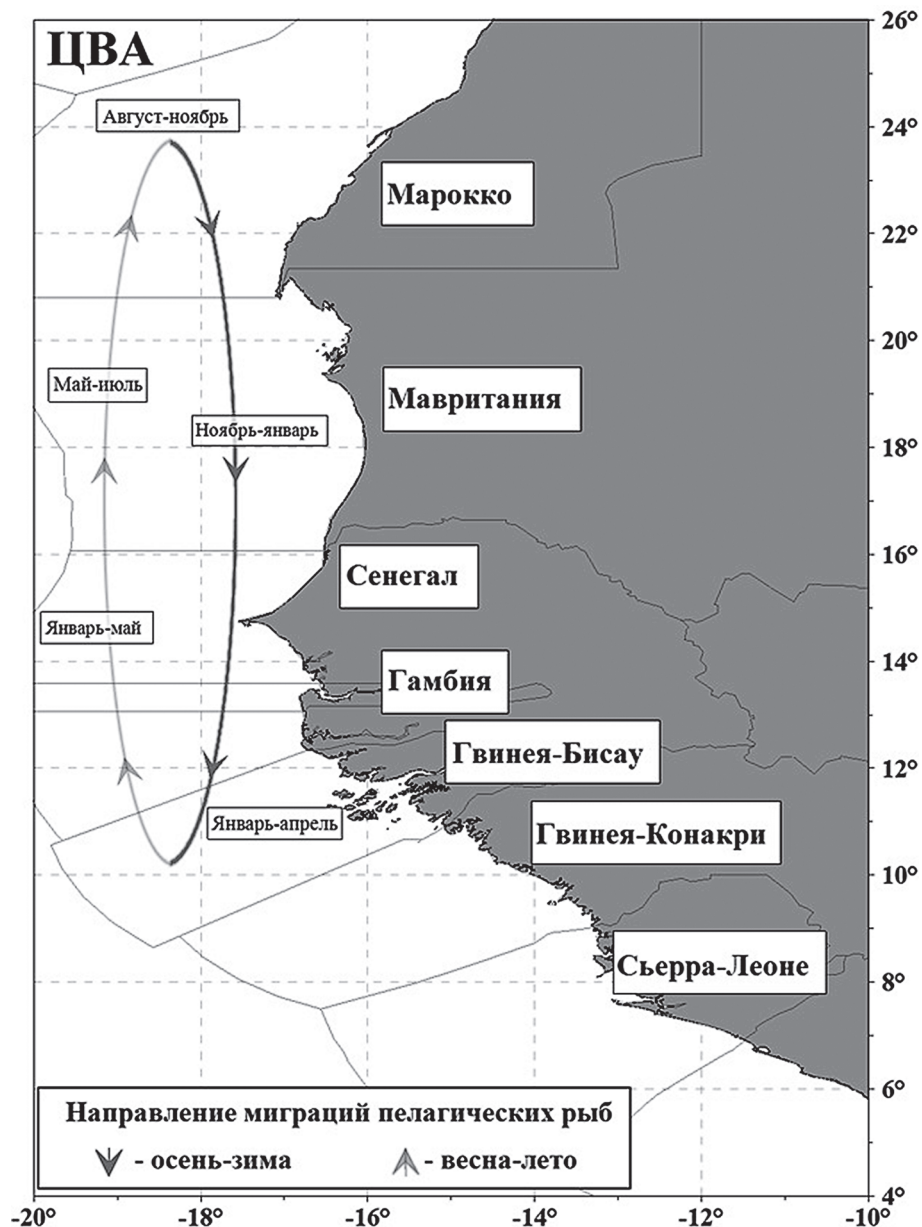 ЦВА
26°
Август-ноябрь
24°
Марокко
22°
20°
Май-июль
Мавритания
Ноябрь-январь
18°
16°
Сенегал
Январь-май
14°
Гамбия
Гвинея-Бисау
12°
Январь-апрель
Гвинея-Конакри
10°
Сьерра-Леоне
8°
6°
Направление миграций пелагических рыб
- осень-зима - весна-лето
4°
-20° -18° -16° -14° -12° -10°